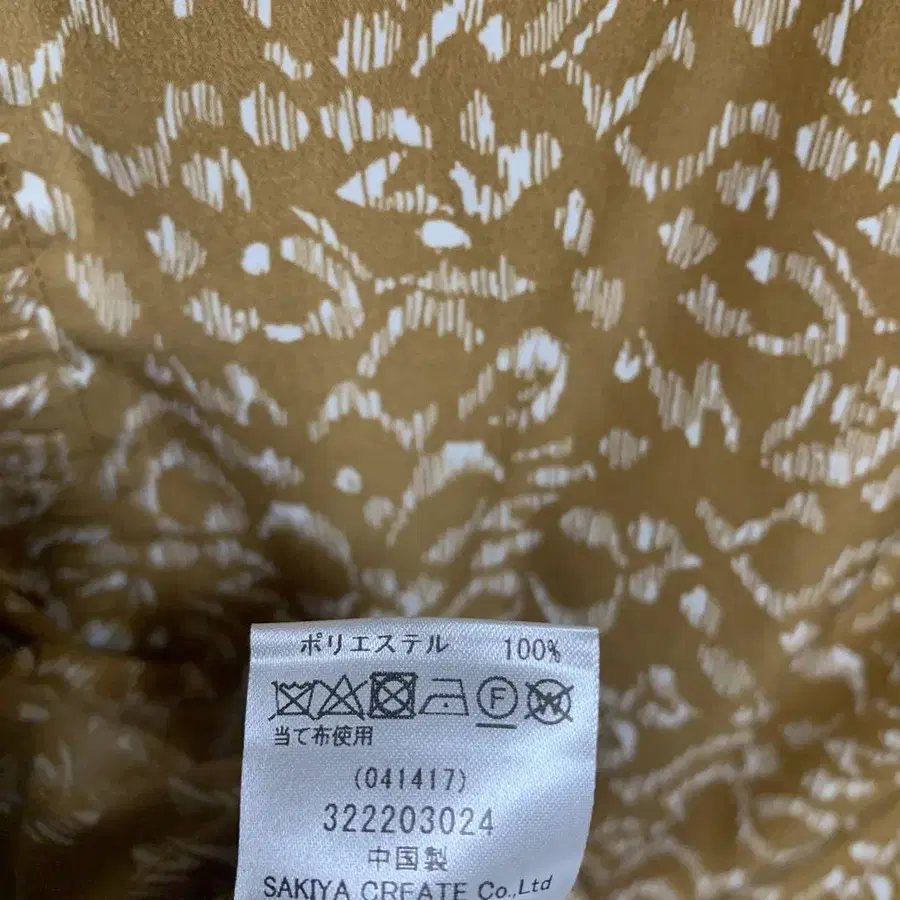 ポリエステル 100%
F W
当て布使用
(041417)
322203024
中国製
SAKIYA CREATE Co.,Ltd